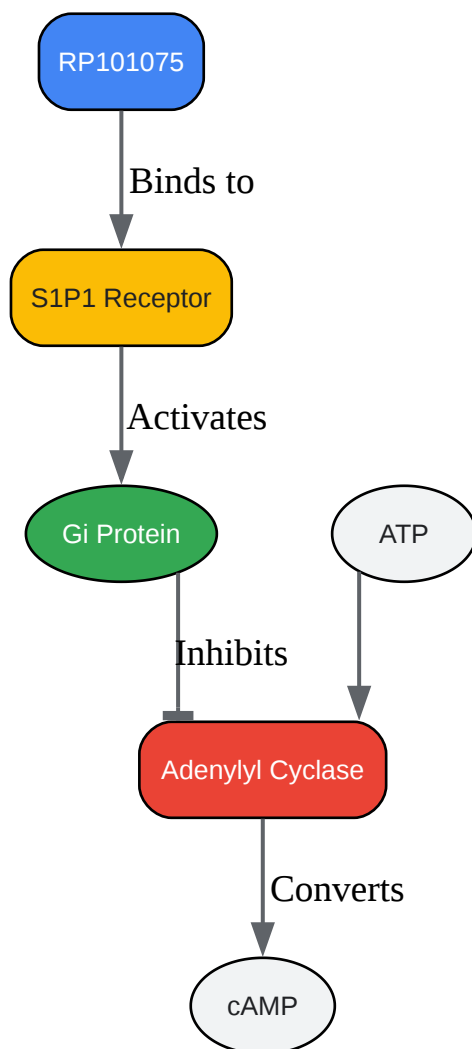 RP101075
Binds to
S1P1 Receptor
Activates
Gi Protein
ATP
Inhibits
Adenylyl Cyclase
Converts
cAMP